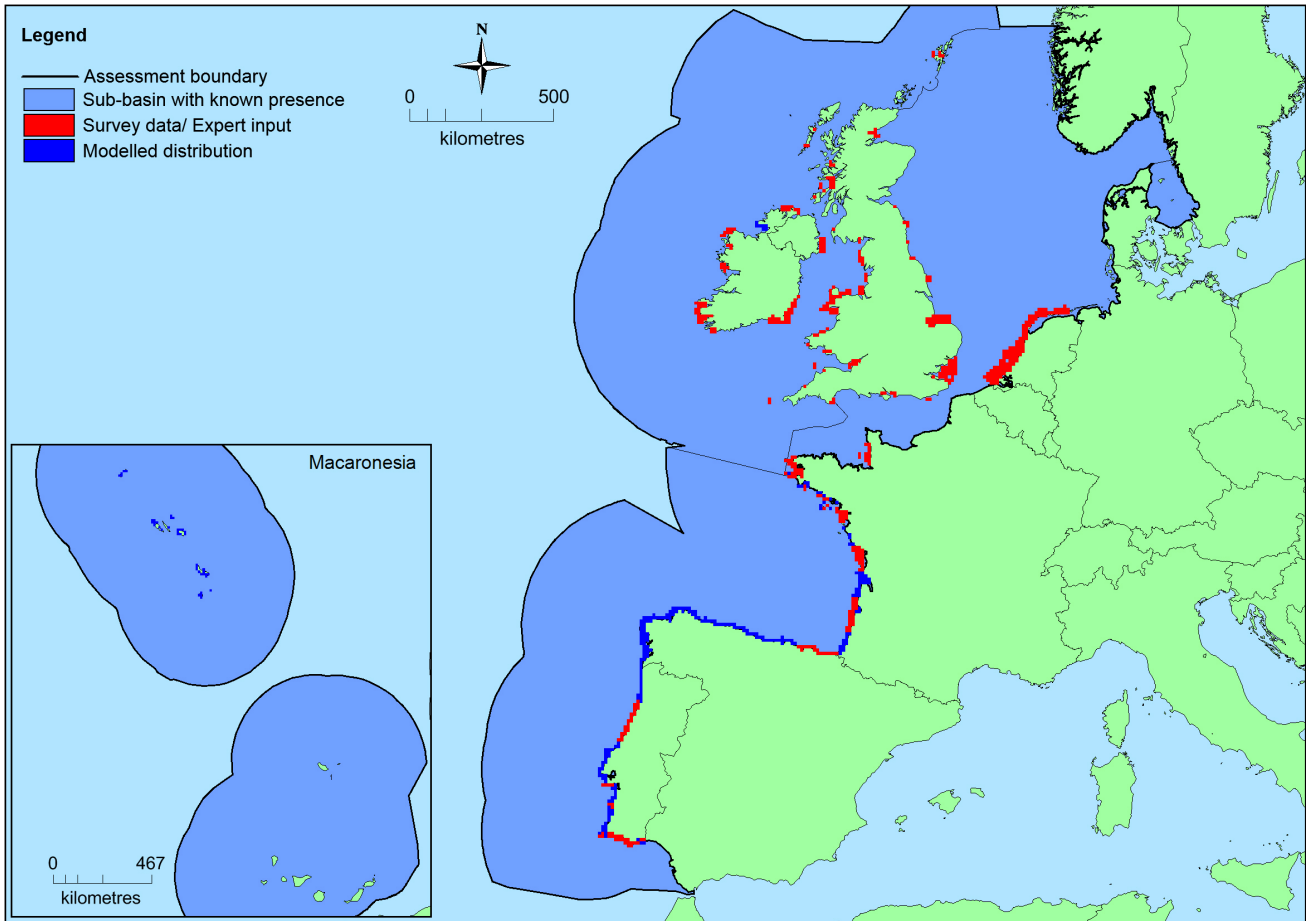 Legend
Assessment boundary
Sub-basin with known presence
Survey data/ Expert input
Modelled distribution
N
0 500
kilometres
Macaronesia
0 467
kilometres